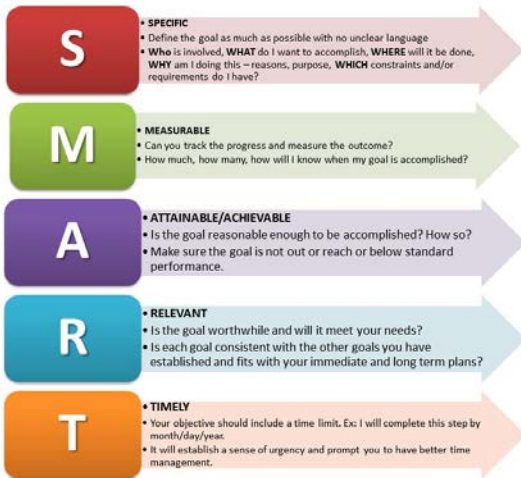 S
• SPECIFIC
• Define the goal as much as possible with no unclear language
• Who is involved, WHAT do I want to accomplish, WHERE will it be done,
WHY am I doing this – reasons, purpose, WHICH constraints and/or
requirements do I have?
M
• MEASURABLE
• Can you track the progress and measure the outcome?
• How much, how many, how will I know when my goal is accomplished?
A
• ATTAINABLE/ACHIEVABLE
• Is the goal reasonable enough to be accomplished? How so?
• Make sure the goal is not out or reach or below standard
performance.
R
• RELEVANT
• Is the goal worthwhile and will it meet your needs?
• Is each goal consistent with the other goals you have
established and fits with your immediate and long term plans?
T
• TIMELY
• Your objective should include a time limit. Ex: I will complete this step by
month/day/year.
• It will establish a sense of urgency and prompt you to have better time
management.